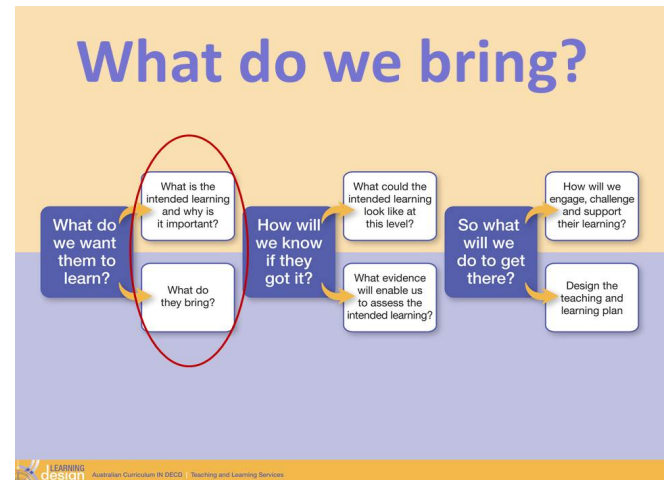 What do we bring?
What do
we want
them to
learn?
What is the
intended learning
and why is
it important?
What do
they bring?
How will
we know
if they
got it?
What could the
intended learning
look like at
this level?
What evidence
will enable us
to assess the
intended learning?
So what
will we
do to get
there?
How will we
engage, challenge
and support
their learning?
Design the
teaching and
learning plan
LEARNING
design
Australian Curriculum IN DECD | Teaching and Learning Services